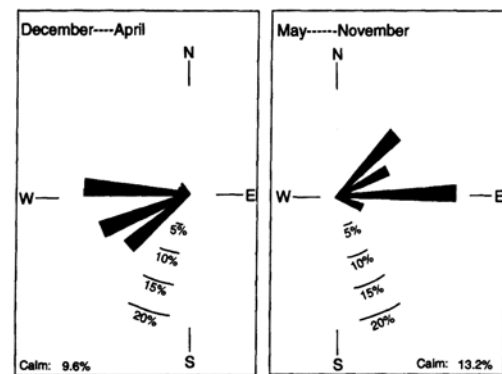 December----April
N
W
E
5%
10%
15%
20%
S
Calm: 9.6%
May------November
N
W
E
5%
10%
15%
20%
S
Calm: 13.2%